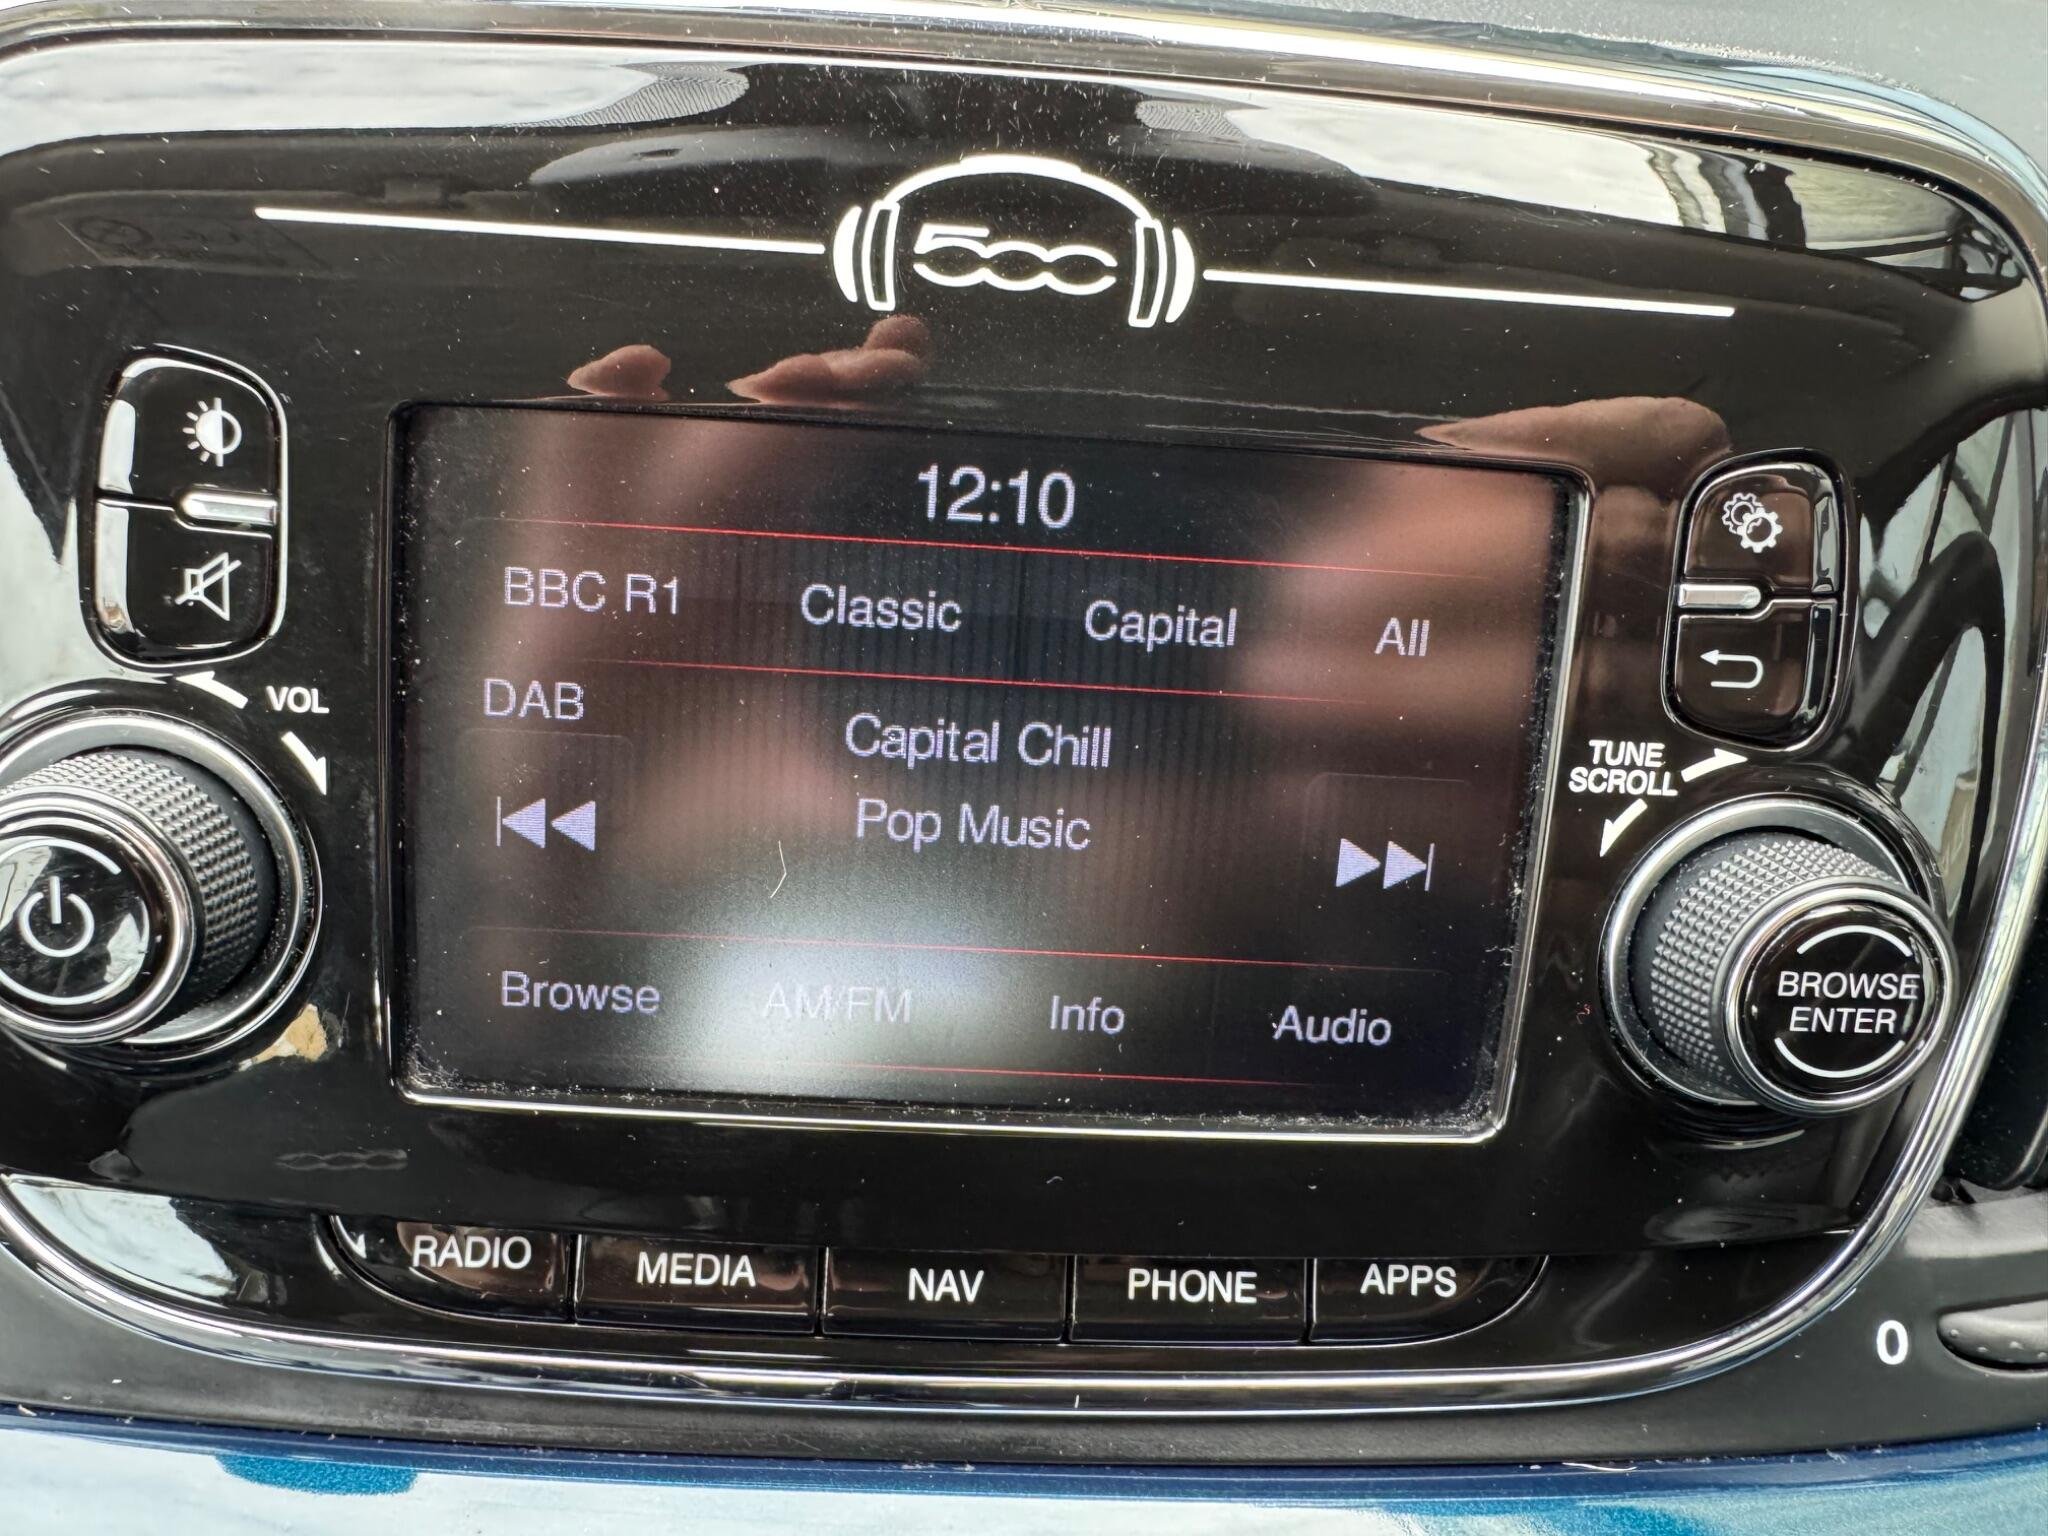 500
12:10
BBC R1 Classic Capital All
VOL
DAB
Capital Chill
TUNE
SCROLL
Pop Music
Browse AM/FM Info Audio
BROWSE
ENTER
RADIO MEDIA NAV PHONE APPS
0